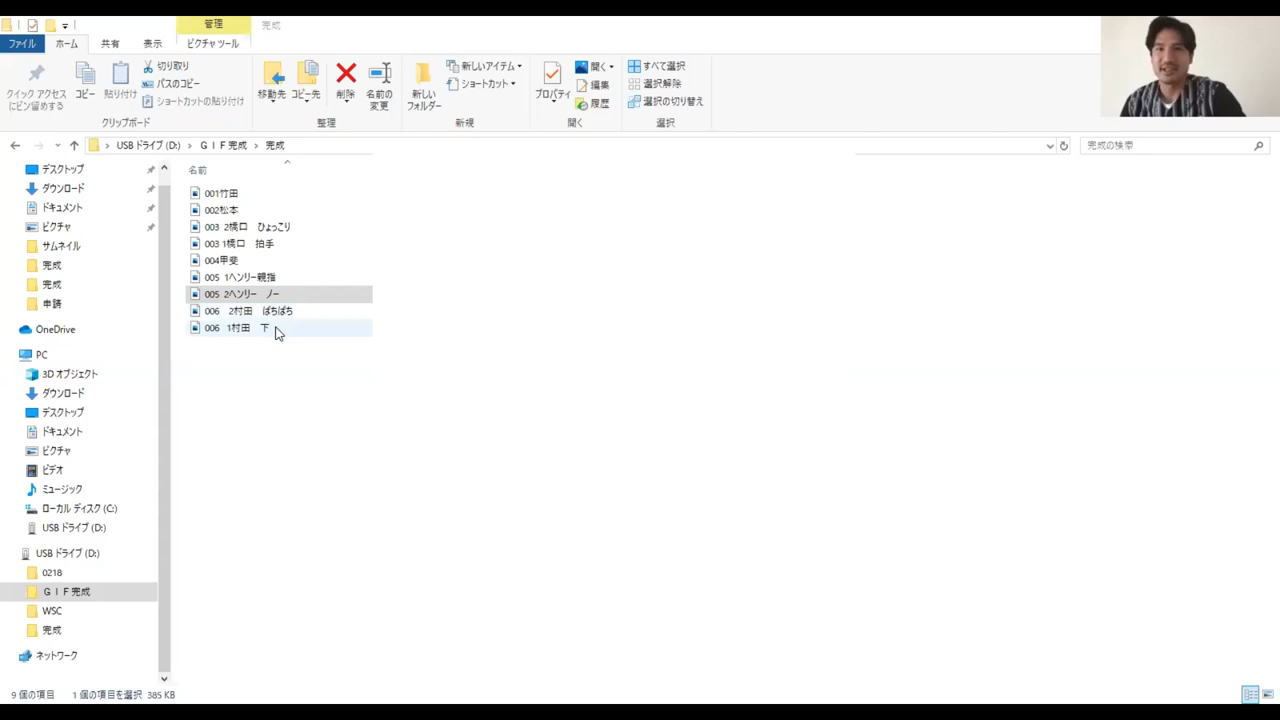 管理
完成
ファイル
ホーム
共有
表示
ピクチャ ツール
クイック アクセス
にピン留めする
コピー
貼り付け
切り取り
パスのコピー
ショートカットの貼り付け
クリップボード
移動先
コピー先
削除
名前の
変更
整理
新しい
フォルダー
新しいアイテム
ショートカット
新規
プロパティ
開く
編集
履歴
開く
すべて選択
選択解除
選択の切り替え
選択
USB ドライブ (D:) › GIF完成 › 完成
完成の検索
デスクトップ
ダウンロード
ドキュメント
ピクチャ
サムネイル
完成
完成
申請
OneDrive
PC
3D オブジェクト
ダウンロード
デスクトップ
ドキュメント
ピクチャ
ビデオ
ミュージック
ローカル ディスク (C:)
USB ドライブ (D:)
USB ドライブ (D:)
0218
GIF完成
WSC
完成
ネットワーク
名前
001竹田
002松本
003 2橋口 ひょっこり
003 1橋口 拍手
004甲斐
005 1ヘンリー親指
005 2ヘンリー ノー
006 2村田 ぱちぱち
006 1村田 下
9 個の項目
1 個の項目を選択 385 KB